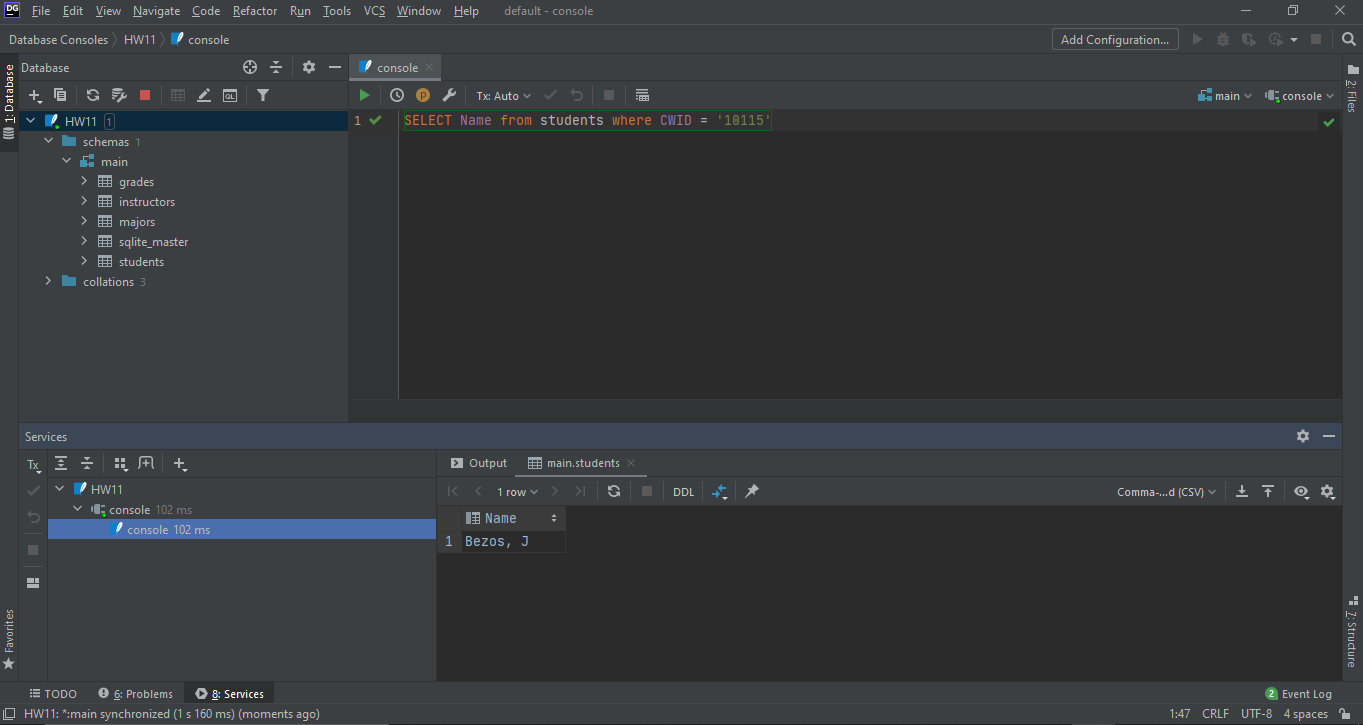 DG File Edit View Navigate Code Refactor Run Tools VCS Window Help default - console
Database Consoles HW11 console Add Configuration...
1: Database
Database
HW11 1
schemas 1
main
grades
instructors
majors
sqlite_master
students
collations 3
console
Tx: Auto main console
1 SELECT Name from students where CWID = '10115'
2: Files
Services
Tx
HW11
console 102 ms
console 102 ms
Output main.students
1 row DDL Comma-...d (CSV)
Name
1 Bezos, J
Favorites
7: Structure
TODO 6: Problems 8: Services 2 Event Log
HW11: *:main synchronized (1 s 160 ms) (moments ago) 1:47 CRLF UTF-8 4 spaces